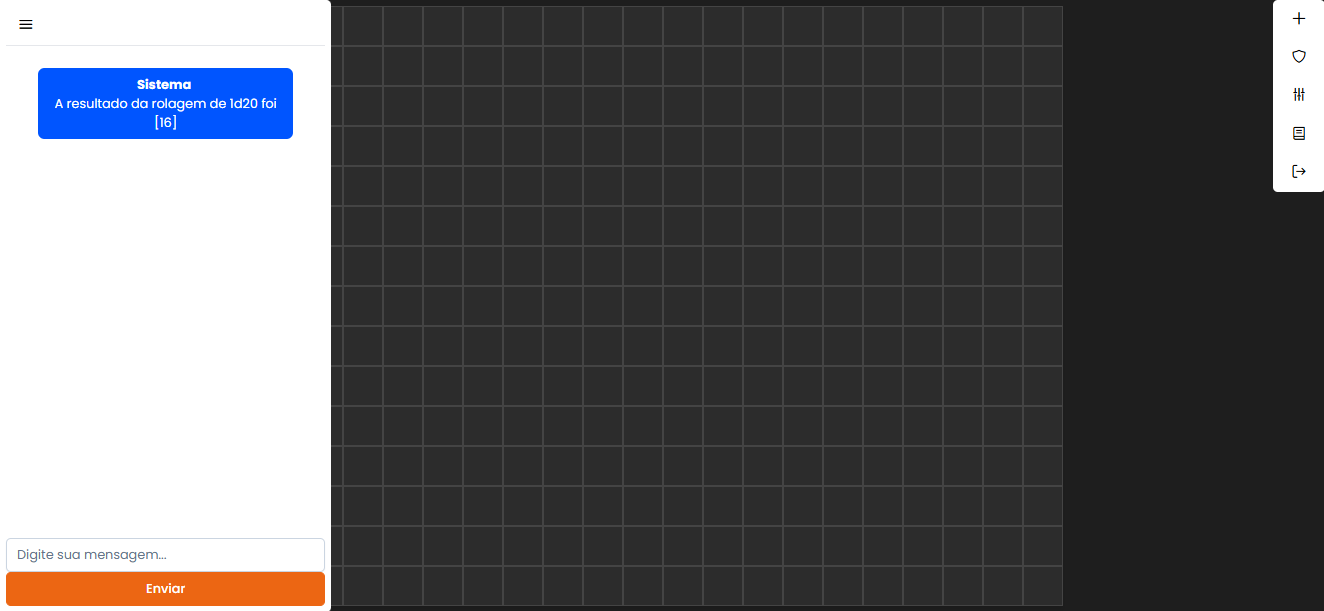 Sistema
A resultado da rolagem de 1d20 foi
[16]
Digite sua mensagem...
Enviar